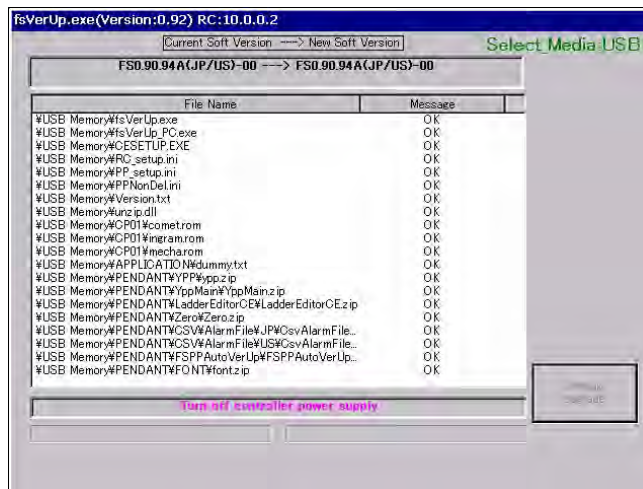 fsVerUp.exe(Version:0.92) RC:10.0.0.2
Current Soft Version ----> New Soft Version
Select Media USB
FS0.90.94A(JP/US)-00 ----> FS0.90.94A(JP/US)-00
File Name Message
¥USB Memory¥fsVerUp.exe OK
¥USB Memory¥fsVerUp_PC.exe OK
¥USB Memory¥CESETUP.EXE OK
¥USB Memory¥RC_setup.ini OK
¥USB Memory¥PP_setup.ini OK
¥USB Memory¥PPNonDel.ini OK
¥USB Memory¥Version.txt OK
¥USB Memory¥unzip.dll OK
¥USB Memory¥CP01¥comet.rom OK
¥USB Memory¥CP01¥ingram.rom OK
¥USB Memory¥CP01¥mecha.rom OK
¥USB Memory¥APPLICATION¥dummy.txt OK
¥USB Memory¥PENDANT¥YPP¥ypp.zip OK
¥USB Memory¥PENDANT¥YppMain¥YppMain.zip OK
¥USB Memory¥PENDANT¥LadderEditorCE¥LadderEditorCE.zip OK
¥USB Memory¥PENDANT¥Zero¥Zero.zip OK
¥USB Memory¥PENDANT¥CSV¥AlarmFile¥JP¥CsvAlarmFile... OK
¥USB Memory¥PENDANT¥CSV¥AlarmFile¥US¥CsvAlarmFile... OK
¥USB Memory¥PENDANT¥FSPPAutoVerUp¥FSPPAutoVerUp... OK
¥USB Memory¥PENDANT¥FONT¥font.zip OK
Turn off controller power supply